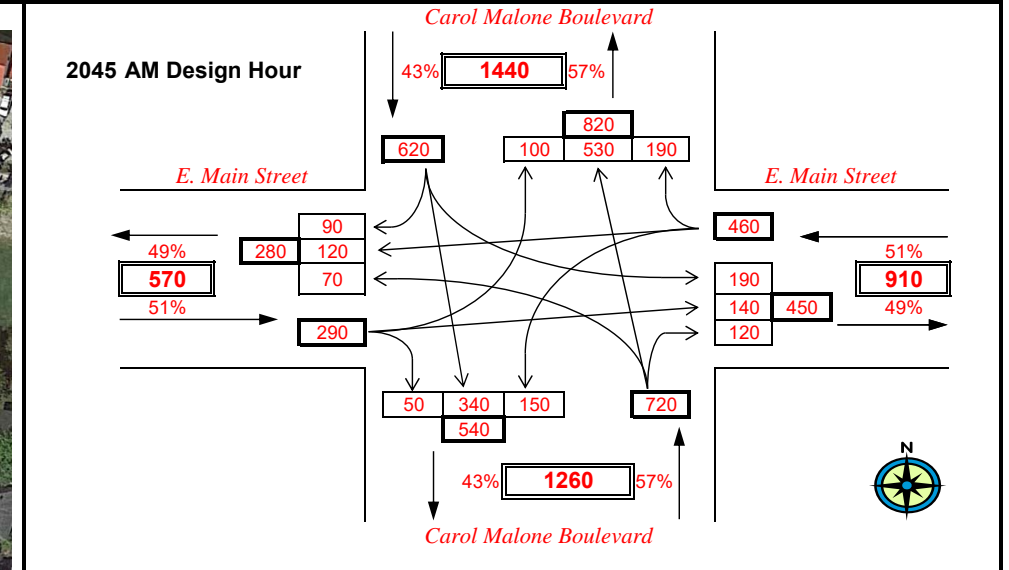 Carol Malone Boulevard
2045 AM Design Hour
43% 1440 57%
820
620 100 530 190
E. Main Street E. Main Street
90 460
49% 280 120 51%
570 70 190 910
51% 140 450 49%
290 120
50 340 150 720
540
N
43% 1260 57%
Carol Malone Boulevard